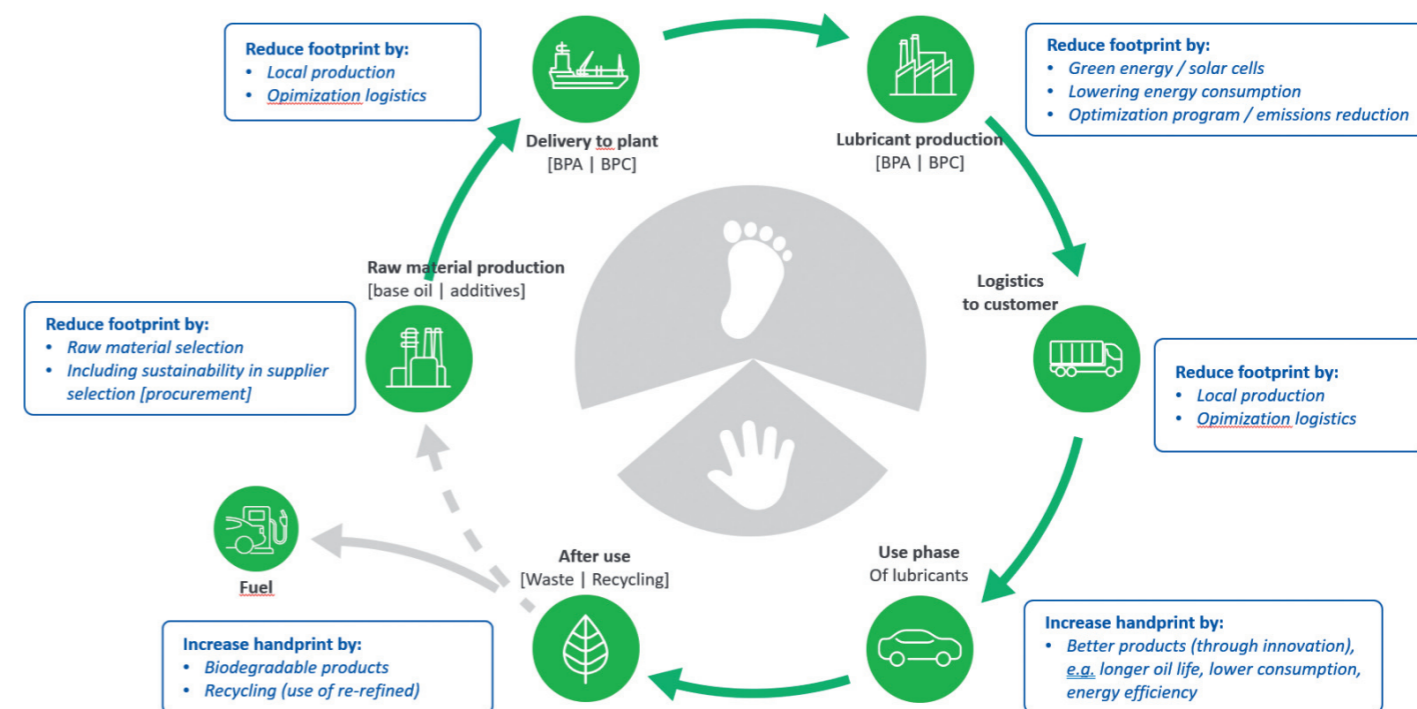 Reduce footprint by:
• Local production
• Opimization logistics
Delivery to plant
[BPA | BPC]
Lubricant production
[BPA | BPC]
Reduce footprint by:
• Green energy / solar cells
• Lowering energy consumption
• Optimization program / emissions reduction
Raw material production
[base oil | additives]
Logistics
to customer
Reduce footprint by:
• Raw material selection
• Including sustainability in supplier
selection [procurement]
Reduce footprint by:
• Local production
• Opimization logistics
Fuel
After use
[Waste | Recycling]
Use phase
Of lubricants
Increase handprint by:
• Biodegradable products
• Recycling (use of re-refined)
Increase handprint by:
• Better products (through innovation),
e.g. longer oil life, lower consumption,
energy efficiency